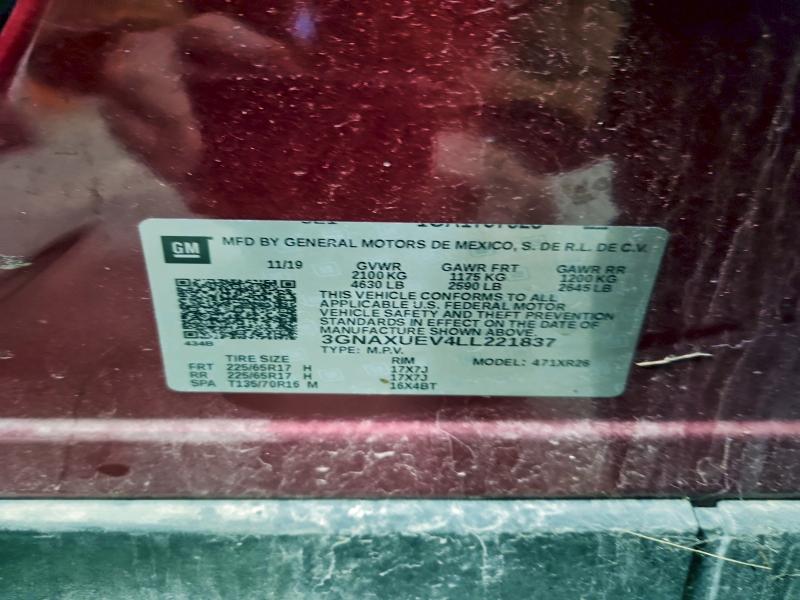 GM
MFD BY GENERAL MOTORS DE MEXICO, S. DE R.L. DE C.V.
11/19 GVWR GAWR FRT GAWR RR
2100 KG 1175 KG 1200 KG
4630 LB 2590 LB 2645 LB
THIS VEHICLE CONFORMS TO ALL
APPLICABLE U.S. FEDERAL MOTOR
VEHICLE SAFETY AND THEFT PREVENTION
STANDARDS IN EFFECT ON THE DATE OF
MANUFACTURE SHOWN ABOVE
3GNAXUEV4LL221837
434B
TYPE: M.P.V. MODEL: 471XR26
TIRE SIZE RIM
FRT 225/65R17 H 17X7J
RR 225/65R17 H 17X7J
SPA T135/70R16 M 16X4BT